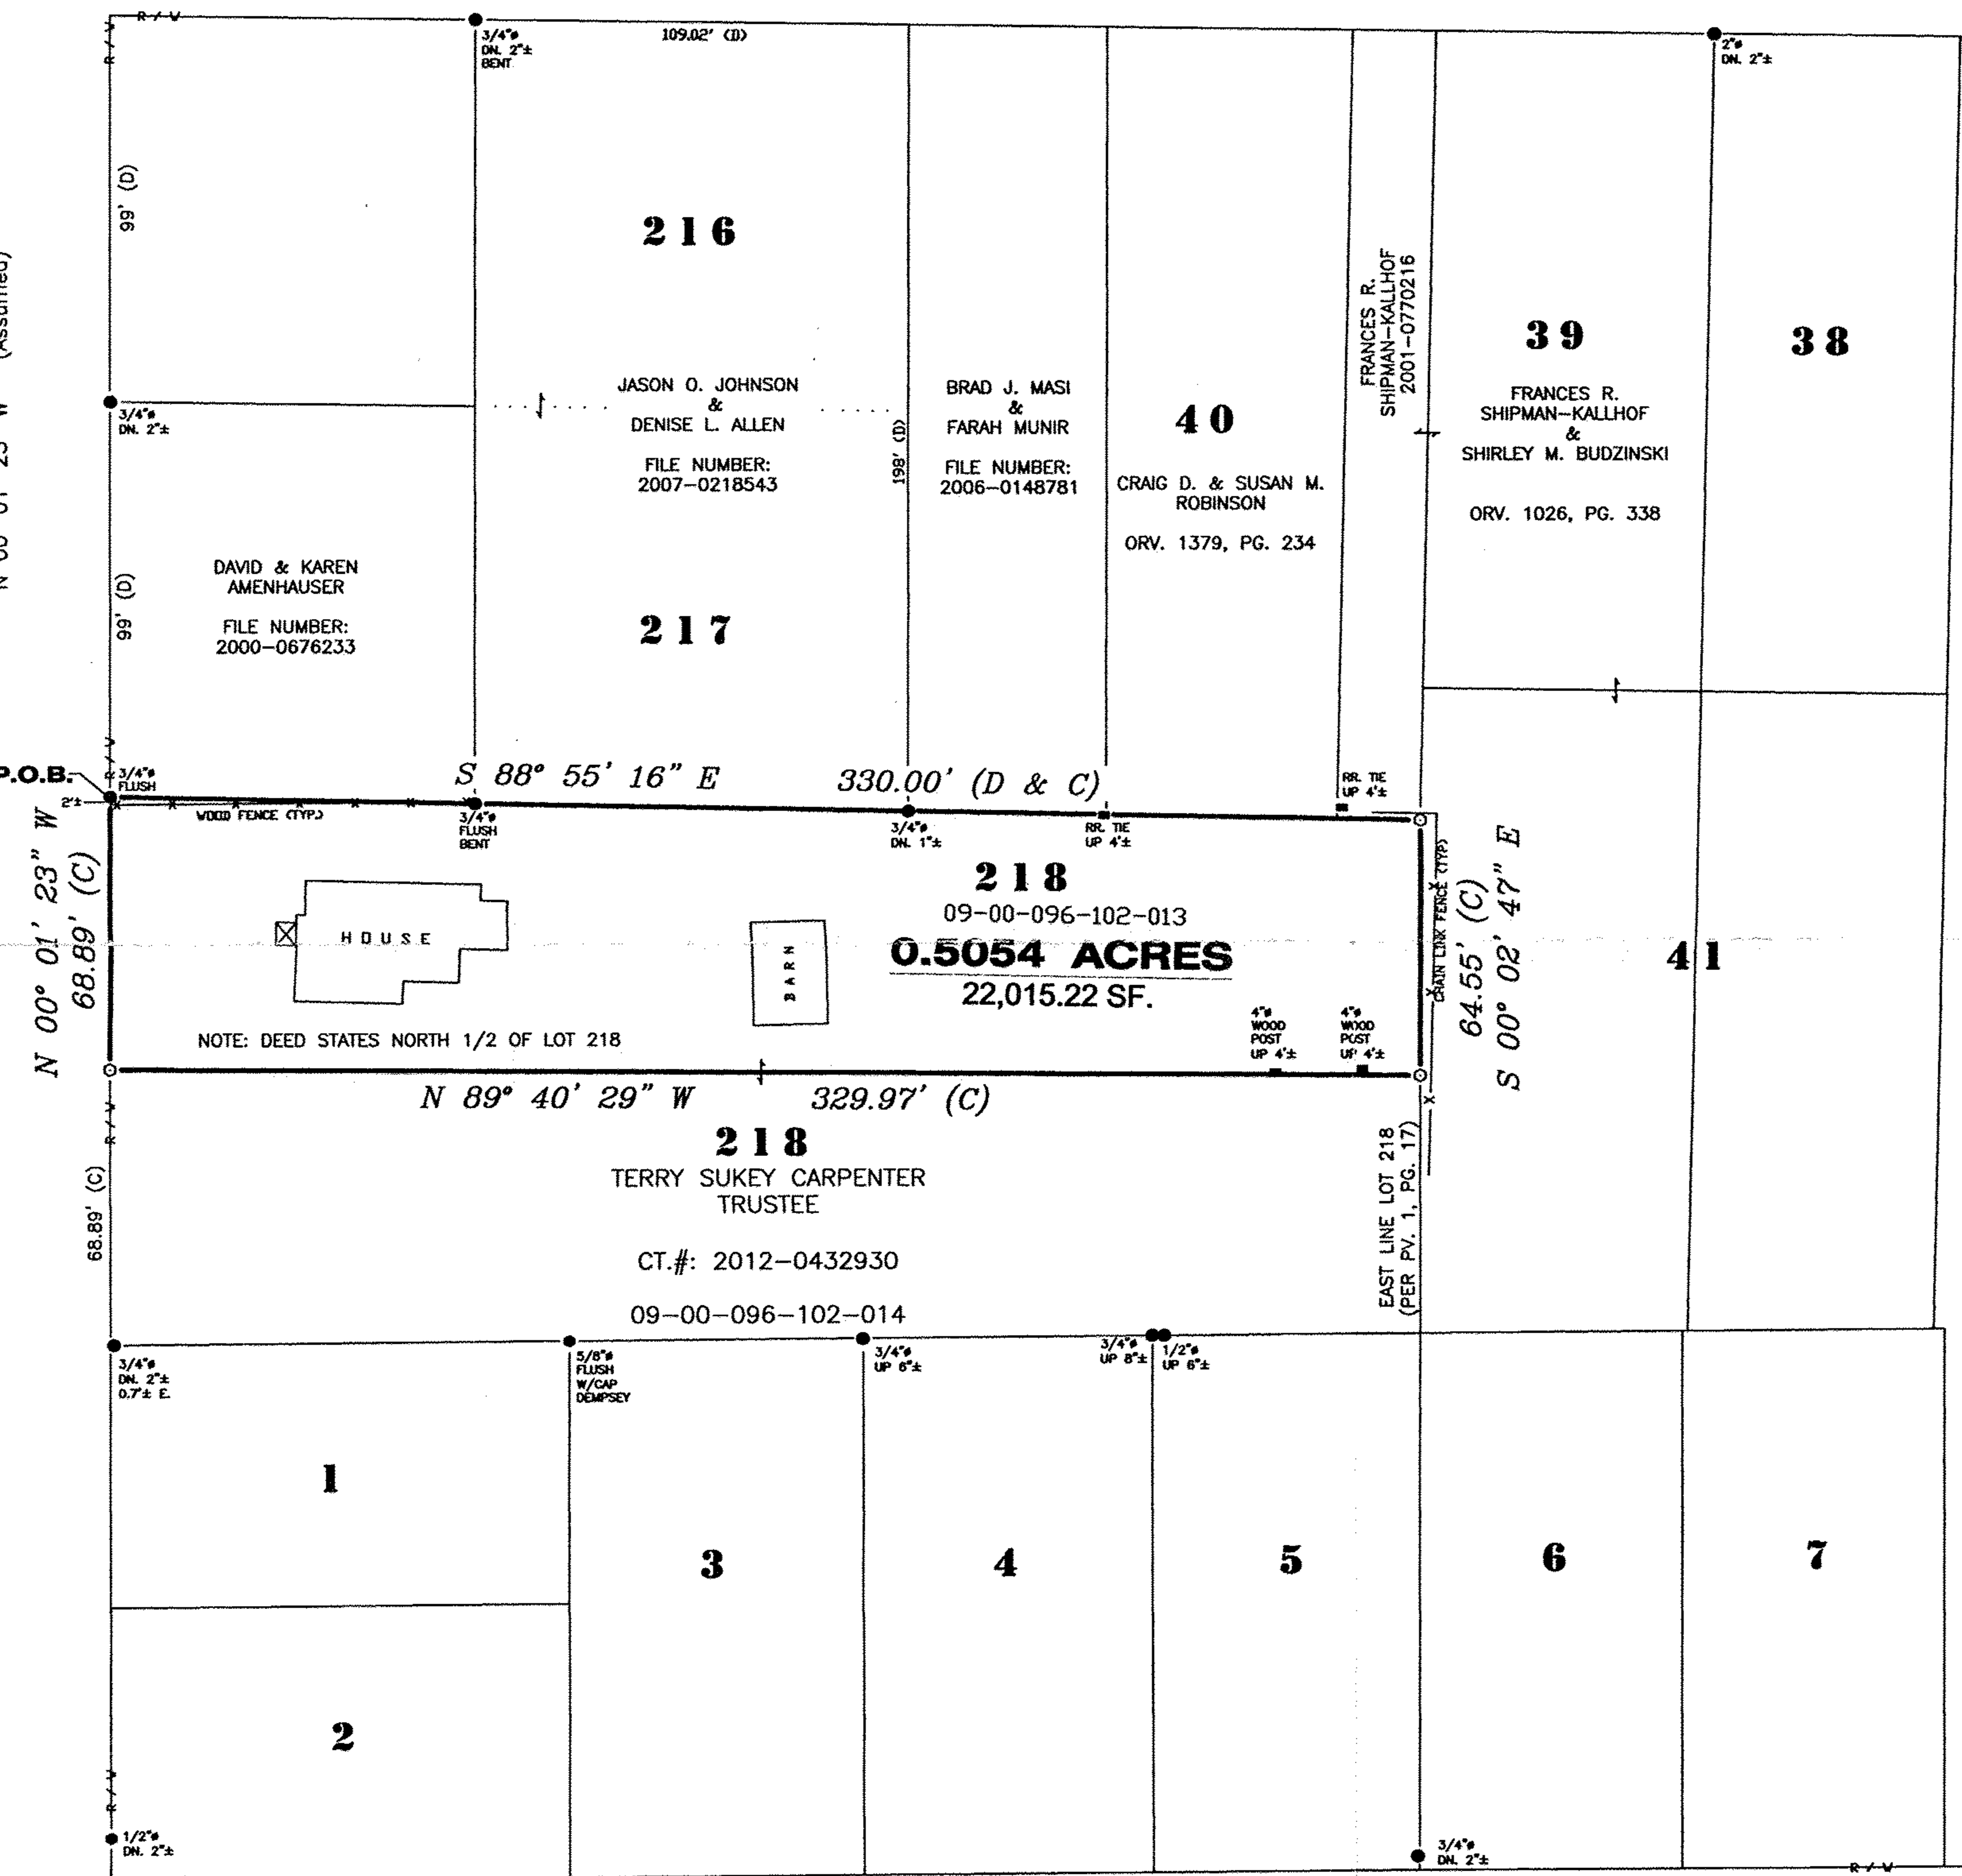 R / W
R / W
3/4"ø
DN. 2"±
BENT
109.02' (D)
2"ø
DN. 2"±
99' (D)
(Assumed)
216
FRANCES R.
SHIPMAN-KALLHOF
2001-0770216
39
38
3/4"ø
DN. 2"±
JASON O. JOHNSON
&
DENISE L. ALLEN
FILE NUMBER:
2007-0218543
198' (D)
BRAD J. MASI
&
FARAH MUNIR
FILE NUMBER:
2006-0148781
40
CRAIG D. & SUSAN M.
ROBINSON
ORV. 1379, PG. 234
FRANCES R.
SHIPMAN-KALLHOF
&
SHIRLEY M. BUDZINSKI
ORV. 1026, PG. 338
99' (D)
DAVID & KAREN
AMENHAUSER
FILE NUMBER:
2000-0676233
217
R / W
P.O.B.
3/4"ø
FLUSH
2'±
WOOD FENCE (TYP.)
S 88° 55' 16" E 330.00' (D & C)
3/4"ø
FLUSH
BENT
3/4"ø
DN. 1"±
RR. TIE
UP 4'±
RR. TIE
UP 4'±
N 00° 01' 23" W
68.89' (C)
HOUSE
BARN
218
09-00-096-102-013
0.5054 ACRES
22,015.22 SF.
CHAIN LINK FENCE (TYP)
64.55' (C)
S 00° 02' 47" E
41
4"ø
WOOD
POST
UP 4'±
4"ø
WOOD
POST
UP 4'±
NOTE: DEED STATES NORTH 1/2 OF LOT 218
N 89° 40' 29" W 329.97' (C)
R / W
68.89' (C)
218
TERRY SUKEY CARPENTER
TRUSTEE
CT.#: 2012-0432930
09-00-096-102-014
EAST LINE LOT 218
(PER PV. 1, PG. 17)
3/4"ø
DN. 2"±
0.7'± E.
5/8"ø
FLUSH
W/CAP
DEMPSEY
3/4"ø
UP 6"±
3/4"ø
UP 8"±
1/2"ø
UP 6"±
1
2
3
4
5
6
7
R / W
1/2"ø
DN. 2"±
3/4"ø
DN. 2"±
R / W